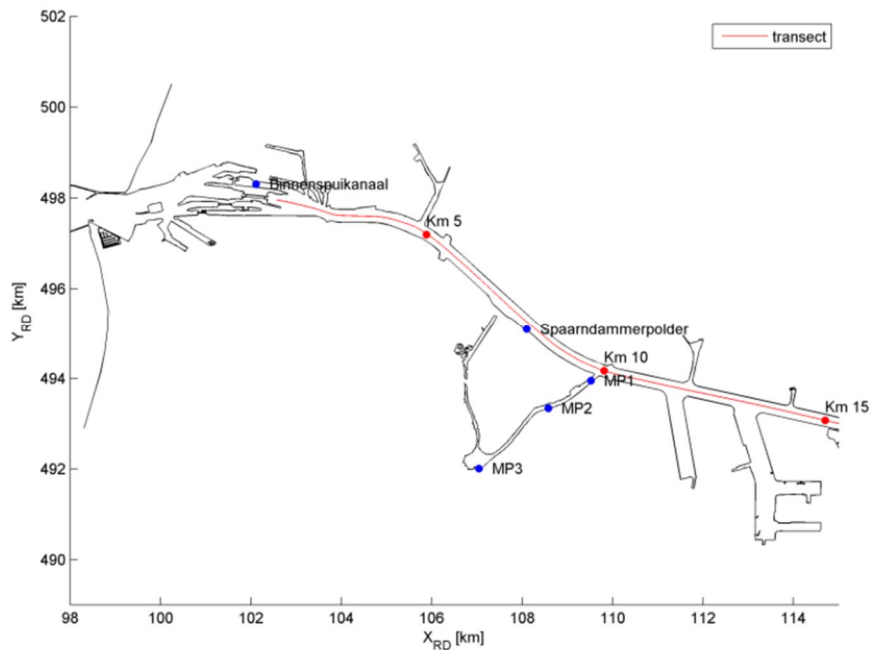 502
transect
500
Binnenspuikanaal
498
Km 5
496
Y_RD [km]
Spaarndammerpolder
Km 10
494
MP1
MP2
Km 15
MP3
492
490
98 100 102 104 106 108 110 112 114
X_RD [km]